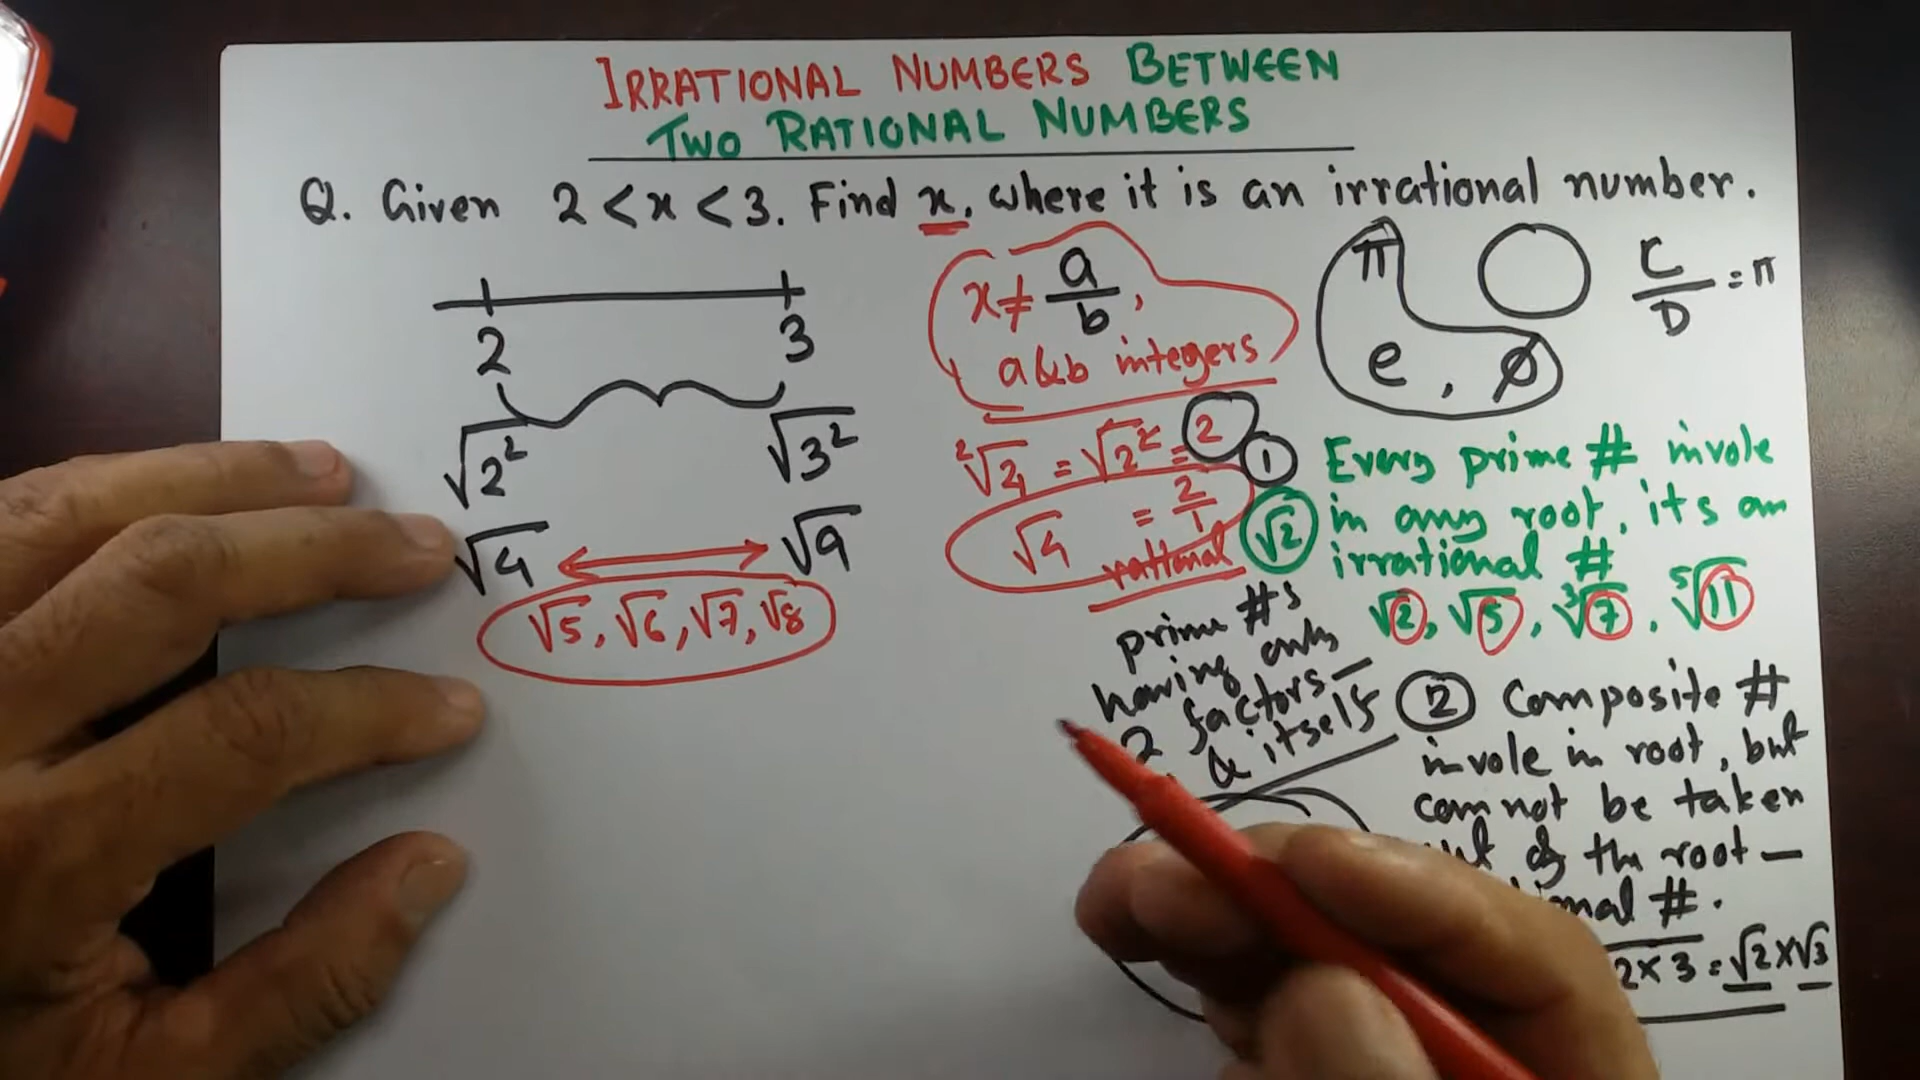 IRRATIONAL NUMBERS BETWEEN
TWO RATIONAL NUMBERS
Q. Given 2 < x < 3. Find x, where it is an irrational number.
2 3
√2² √3²
√4 √9
√5, √6, √7, √8
x ≠ a/b,
a & b integers
²√4 = √2² = 2
√4 = 2/1
rational
π
e, ø
C/D = π
① Every prime # invole
√2 in any root, it's an
irrational #
√2, √5, ³√7, ⁵√11
prime #s
having only
2 factors –
& itself
② Composite #
invole in root, but
can not be taken
of the root –
#.
2×3 = √2×√3